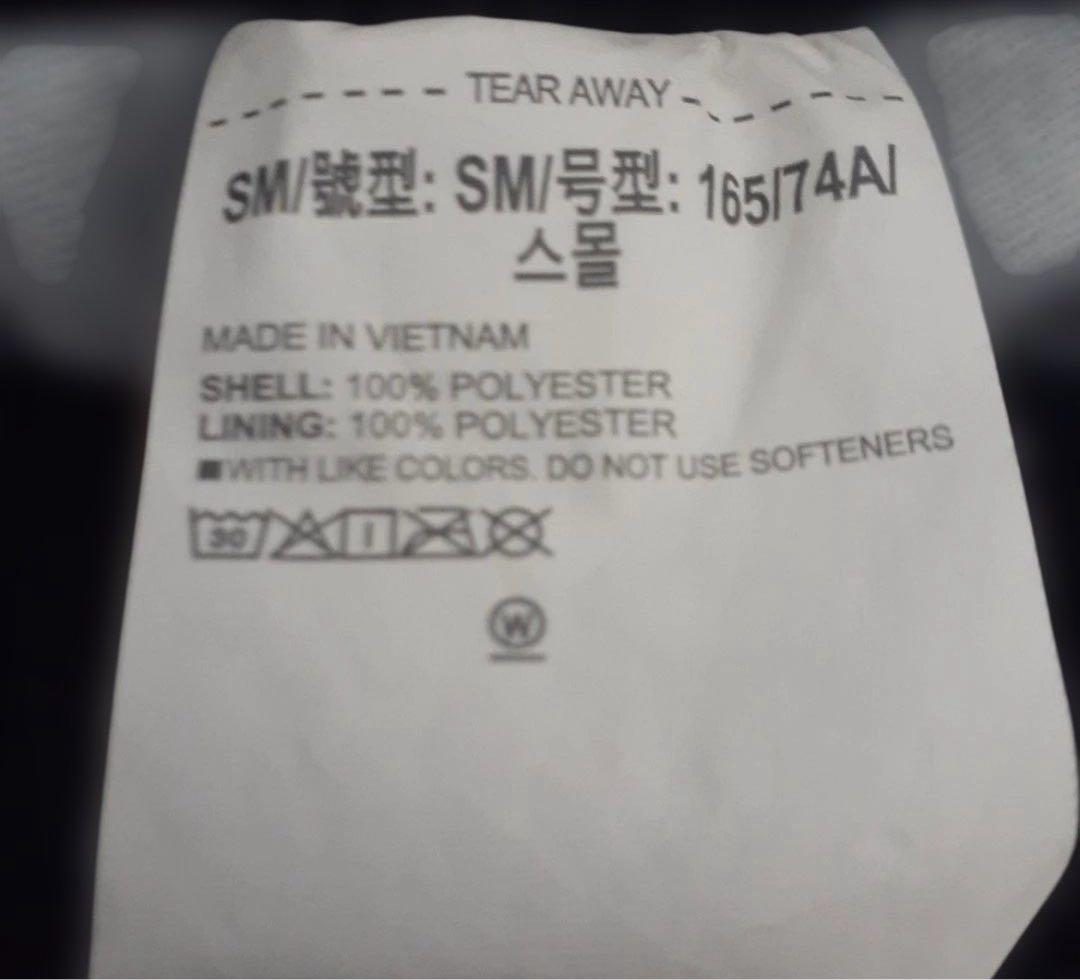 TEAR AWAY
SM/號型: SM/号型: 165/74A/
스몰
MADE IN VIETNAM
SHELL: 100% POLYESTER
LINING: 100% POLYESTER
■WITH LIKE COLORS. DO NOT USE SOFTENERS
30
W